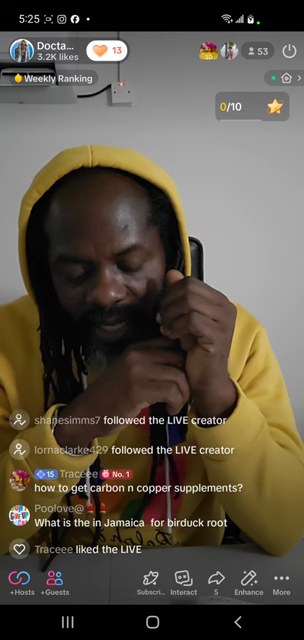 5:25
Docta...
3.2K likes
13
20
53
Weekly Ranking
0/10
shanesimms7 followed the LIVE creator
lornaclarke429 followed the LIVE creator
15 Traceee No. 1
how to get carbon n copper supplements?
Poolove@
What is the in Jamaica for birduck root
Traceee liked the LIVE
+Hosts
+Guests
Subscri...
Interact
5
Enhance
More